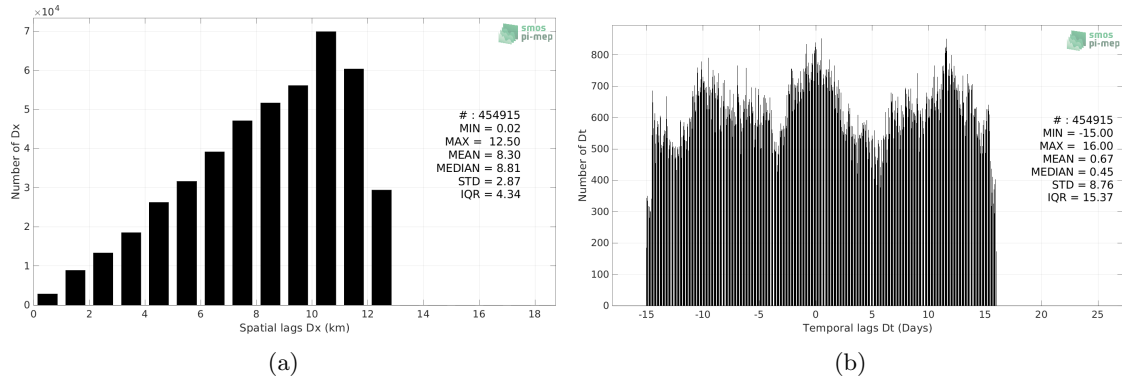 ×10⁴
7
6
5
4
3
2
1
0
Number of Dx
0 2 4 6 8 10 12 14 16 18
Spatial lags Dx (km)
smos
pi-mep
# : 454915
MIN = 0.02
MAX = 12.50
MEAN = 8.30
MEDIAN = 8.81
STD = 2.87
IQR = 4.34
(a)
800
700
600
500
400
300
200
100
0
Number of Dt
-15 -10 -5 0 5 10 15 20 25
Temporal lags Dt (Days)
smos
pi-mep
# : 454915
MIN = -15.00
MAX = 16.00
MEAN = 0.67
MEDIAN = 0.45
STD = 8.76
IQR = 15.37
(b)